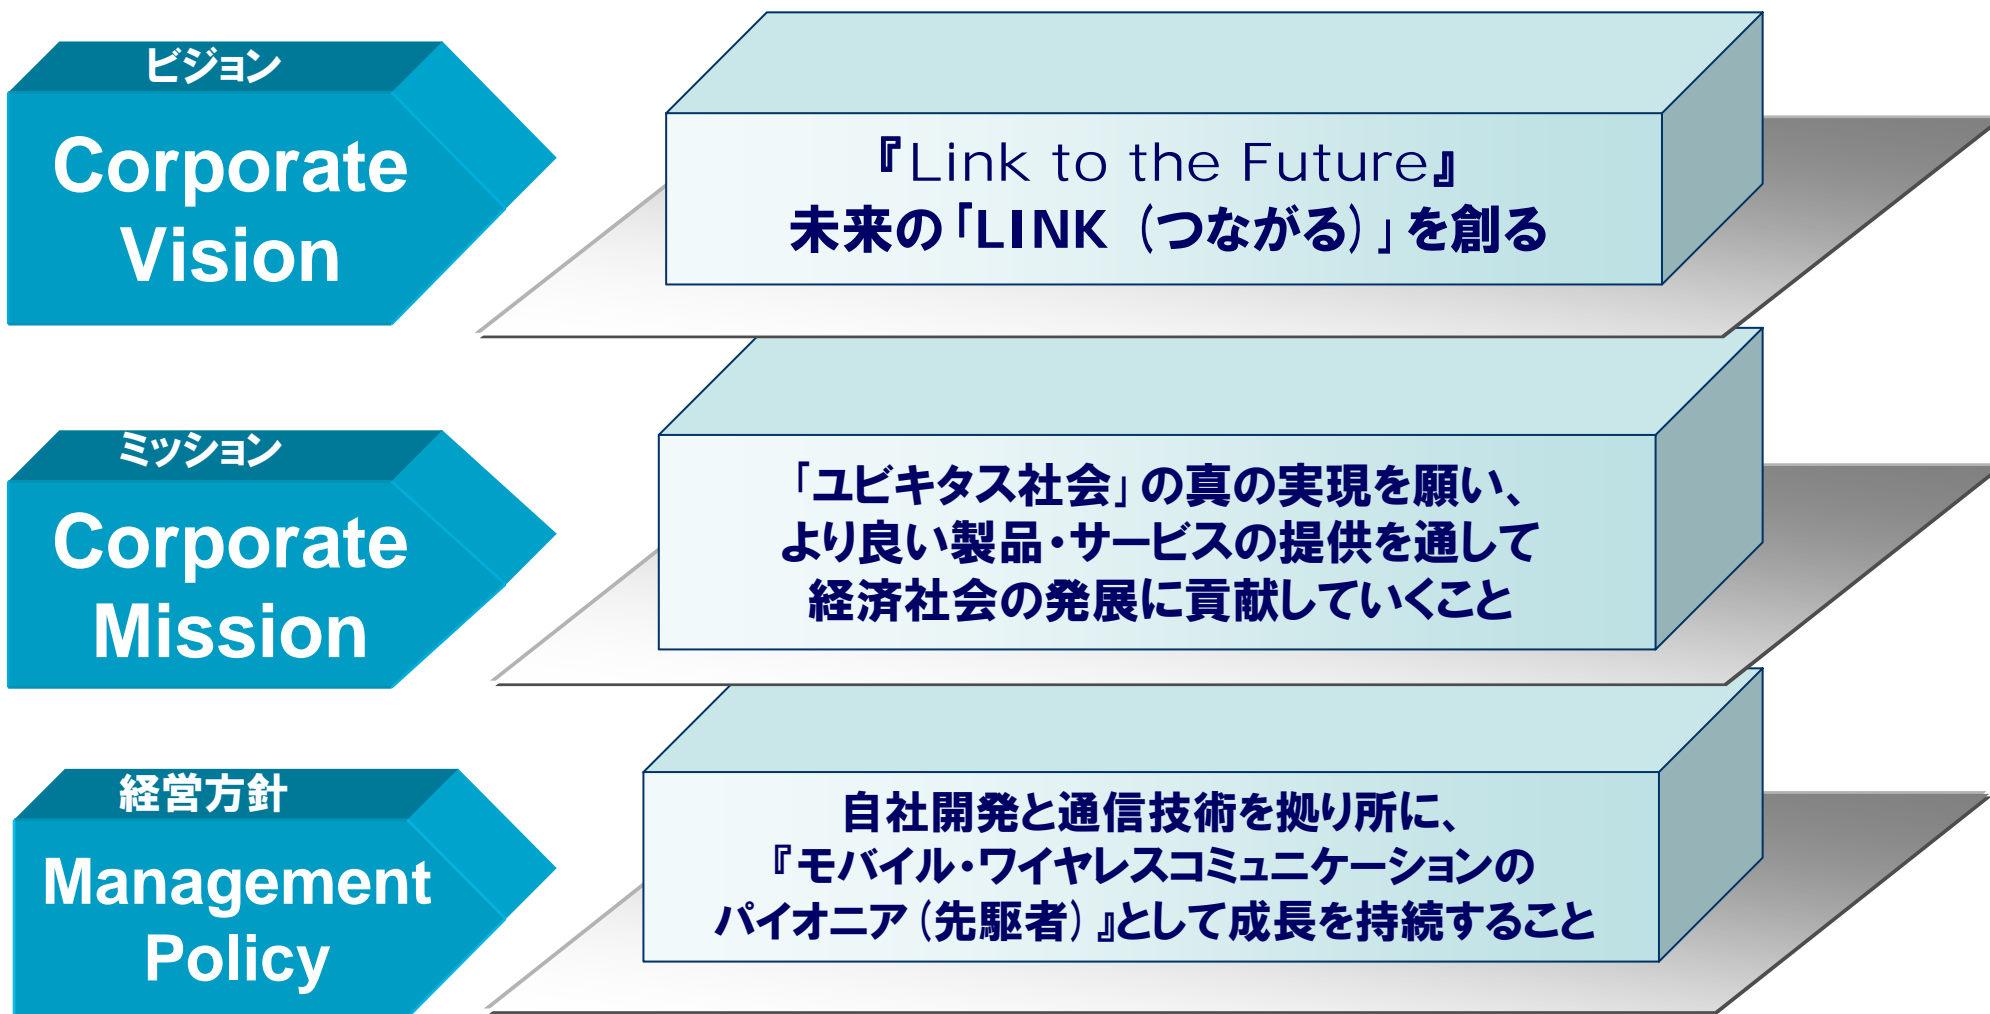 ビジョン
Corporate
Vision
『Link to the Future』
未来の「LINK (つながる)」を創る
ミッション
Corporate
Mission
「ユビキタス社会」の真の実現を願い、
より良い製品・サービスの提供を通して
経済社会の発展に貢献していくこと
経営方針
Management
Policy
自社開発と通信技術を拠り所に、
『モバイル・ワイヤレスコミュニケーションの
パイオニア(先駆者)』として成長を持続すること